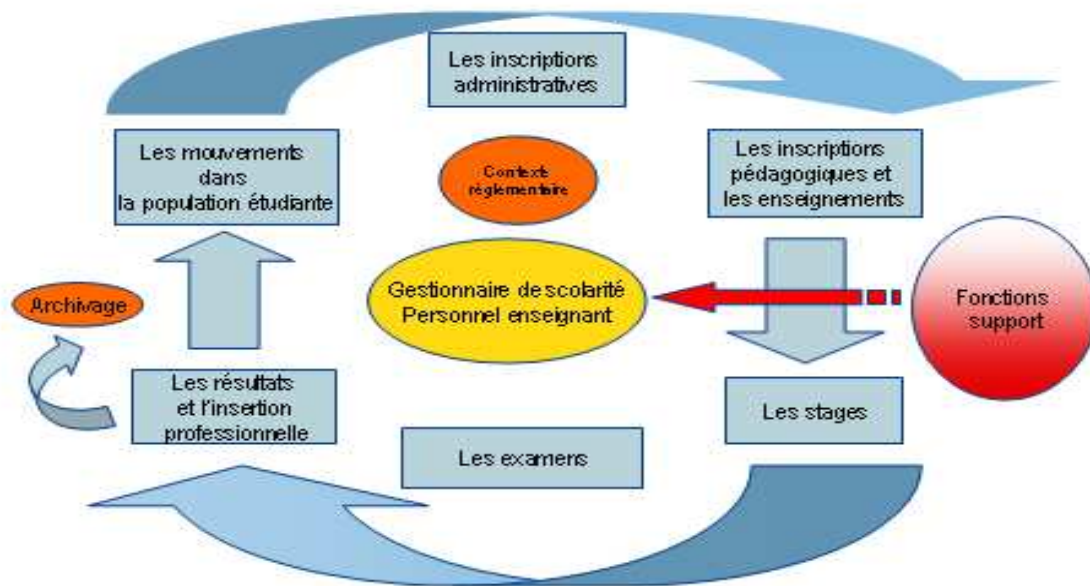 Les inscriptions
administratives
Les mouvements
dans
la population étudiante
Contexte
réglementaire
Les inscriptions
pédagogiques et
les enseignements
Archivage
Gestionnaire de scolarité
Personnel enseignant
Fonctions
support
Les résultats
et l'insertion
professionnelle
Les stages
Les examens